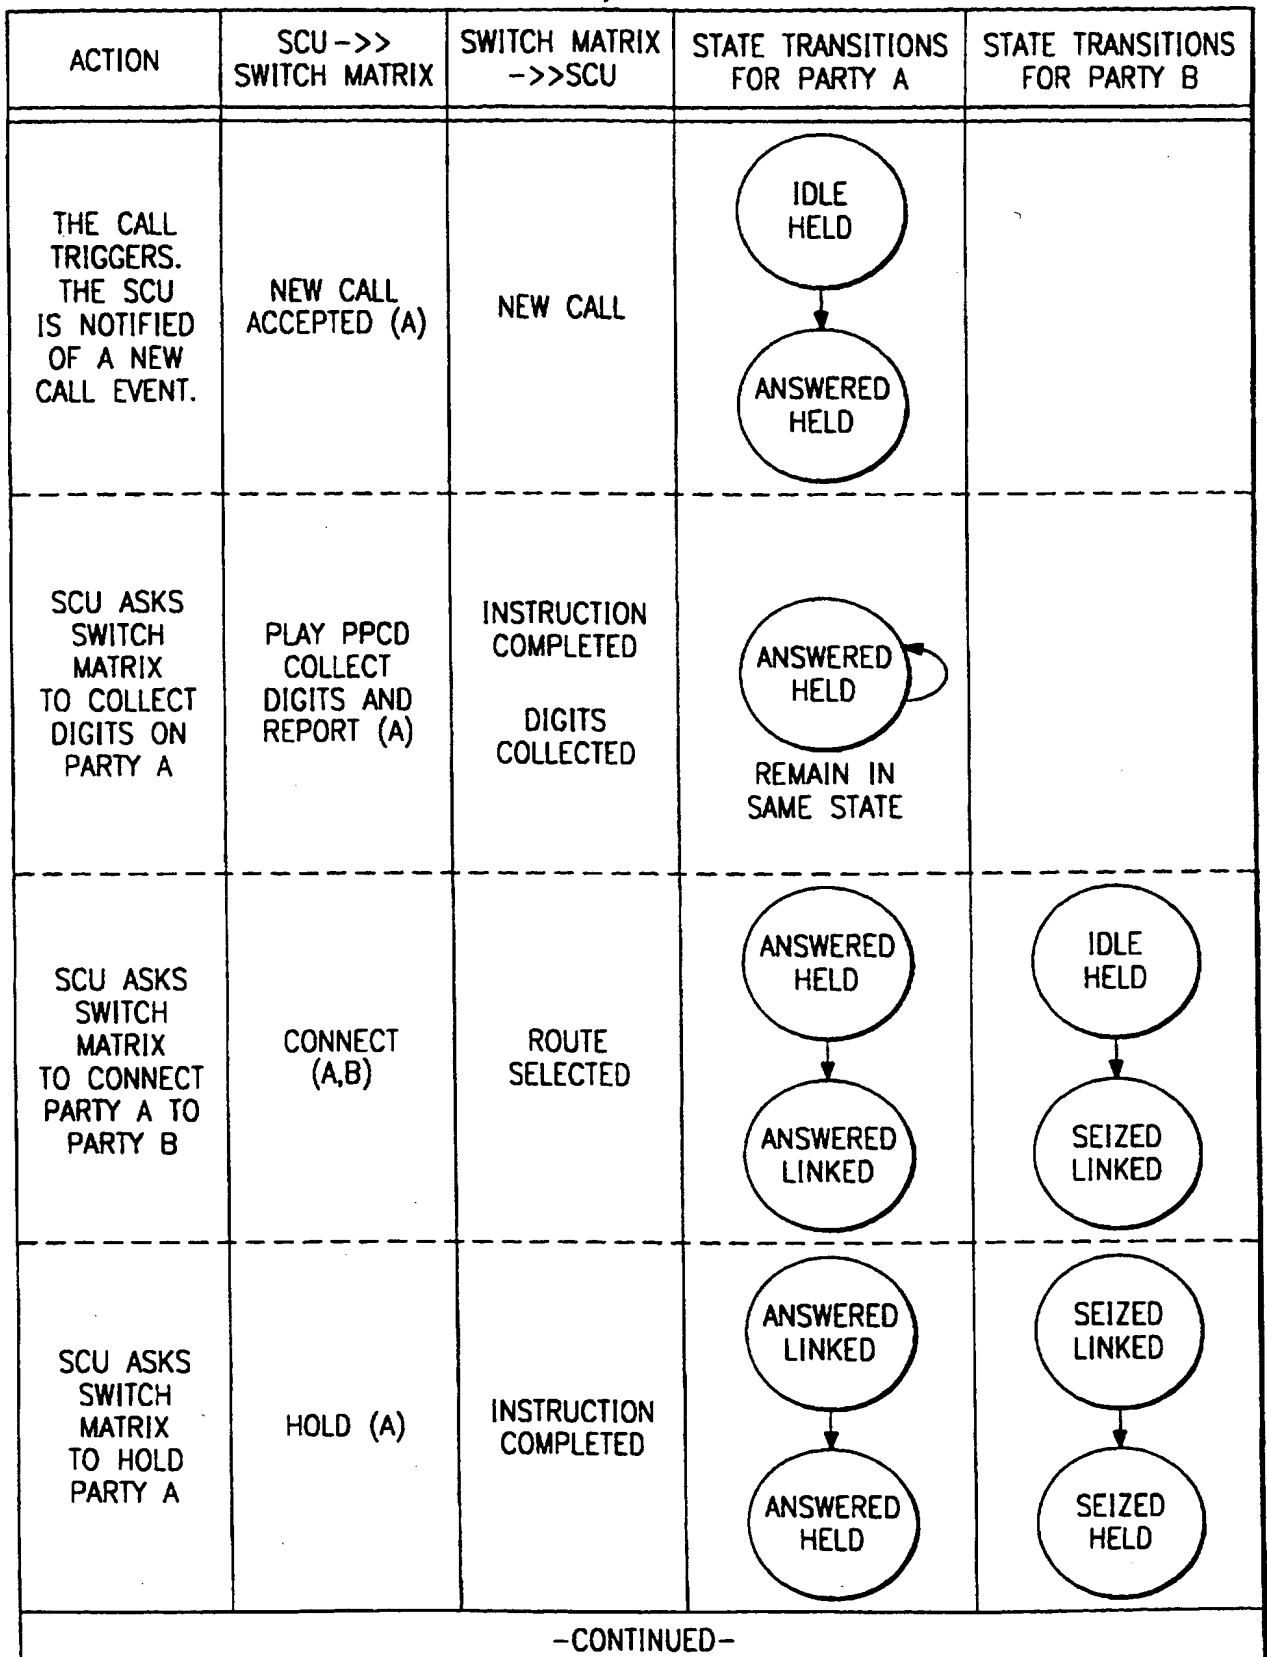 ACTION
SCU->>
SWITCH MATRIX
SWITCH MATRIX
->>SCU
STATE TRANSITIONS
FOR PARTY A
STATE TRANSITIONS
FOR PARTY B
THE CALL
TRIGGERS.
THE SCU
IS NOTIFIED
OF A NEW
CALL EVENT.
NEW CALL
ACCEPTED (A)
NEW CALL
IDLE
HELD
ANSWERED
HELD
SCU ASKS
SWITCH
MATRIX
TO COLLECT
DIGITS ON
PARTY A
PLAY PPCD
COLLECT
DIGITS AND
REPORT (A)
INSTRUCTION
COMPLETED
DIGITS
COLLECTED
ANSWERED
HELD
REMAIN IN
SAME STATE
SCU ASKS
SWITCH
MATRIX
TO CONNECT
PARTY A TO
PARTY B
CONNECT
(A,B)
ROUTE
SELECTED
ANSWERED
HELD
ANSWERED
LINKED
IDLE
HELD
SEIZED
LINKED
SCU ASKS
SWITCH
MATRIX
TO HOLD
PARTY A
HOLD (A)
INSTRUCTION
COMPLETED
ANSWERED
LINKED
ANSWERED
HELD
SEIZED
LINKED
SEIZED
HELD
-CONTINUED-